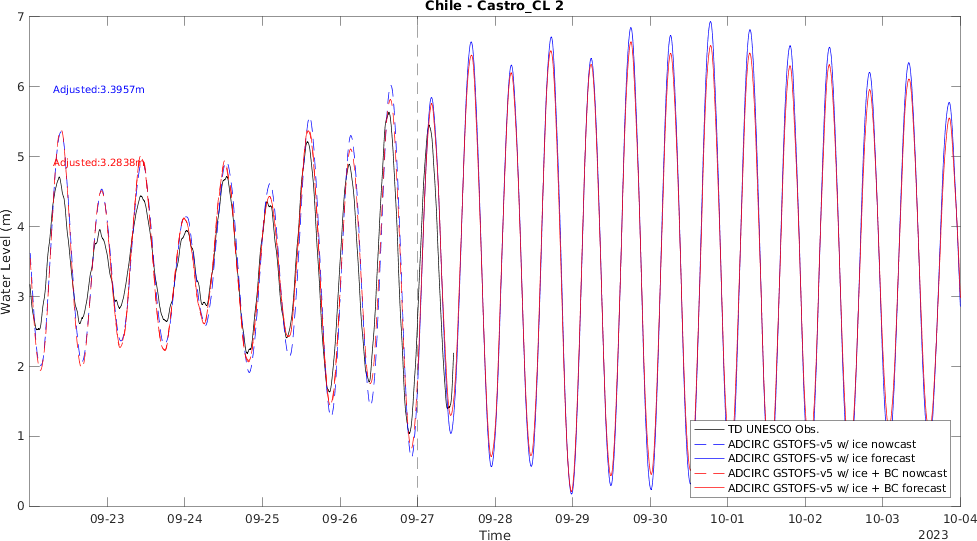 Chile - Castro_CL 2
7
6
5
4
3
2
1
0
Water Level (m)
Adjusted:3.3957m
Adjusted:3.2838m
TD UNESCO Obs.
ADCIRC GSTOFS-v5 w/ ice nowcast
ADCIRC GSTOFS-v5 w/ ice forecast
ADCIRC GSTOFS-v5 w/ ice + BC nowcast
ADCIRC GSTOFS-v5 w/ ice + BC forecast
09-23 09-24 09-25 09-26 09-27 09-28 09-29 09-30 10-01 10-02 10-03 10-04
Time
2023